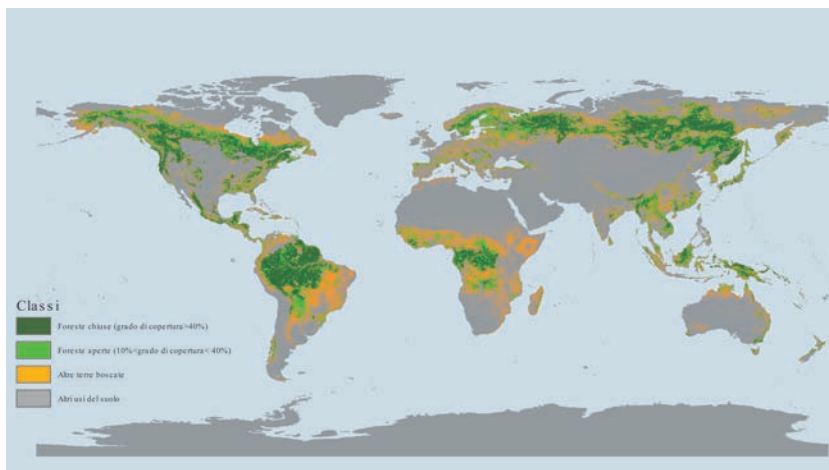 Classi
Foreste chiuse (grado di copertura>40%)
Foreste aperte (10%<grado di copertura< 40%)
Altre terre boscate
Altri usi del suolo